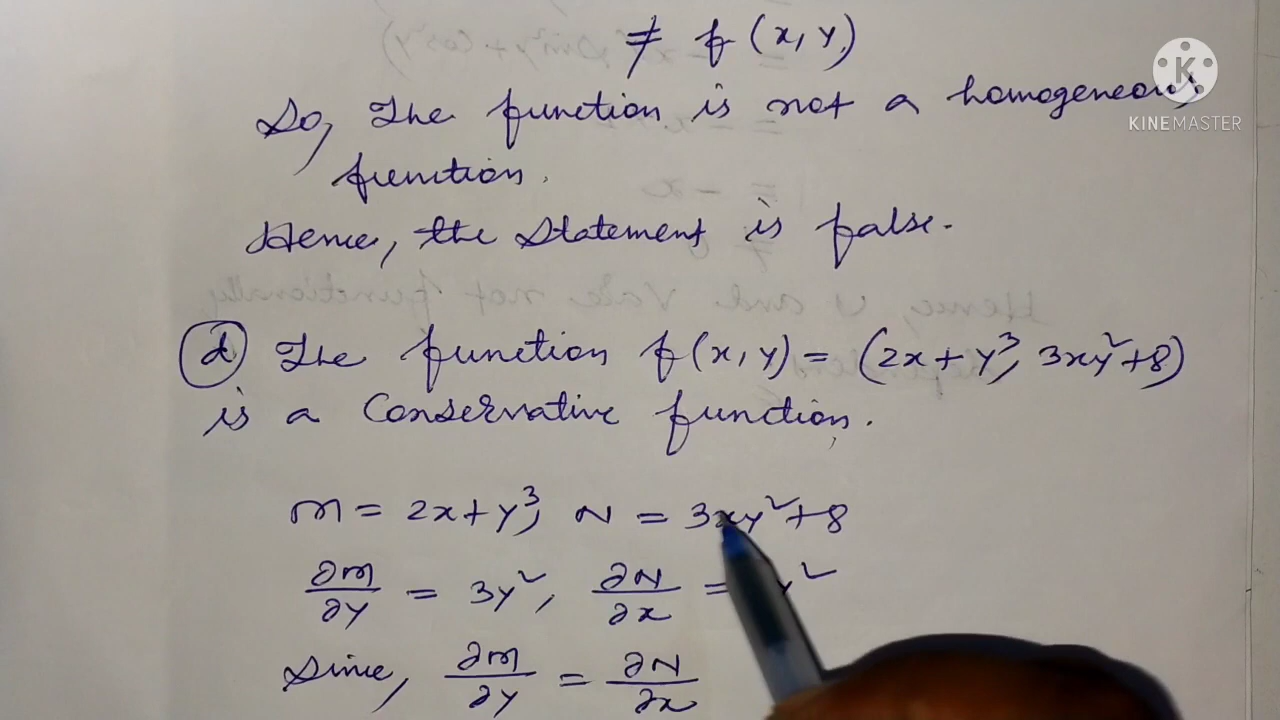 ≠ f(x, y)
KINEMASTER
So, The function is not a homogeneous
function.
Hence, the statement is false.
d The function f(x, y) = (2x + y³, 3xy² + 8)
is a Conservative function.
M = 2x + y³, N = 3xy² + 8
∂M/∂y = 3y², ∂N/∂x = y²
Since, ∂M/∂y = ∂N/∂x